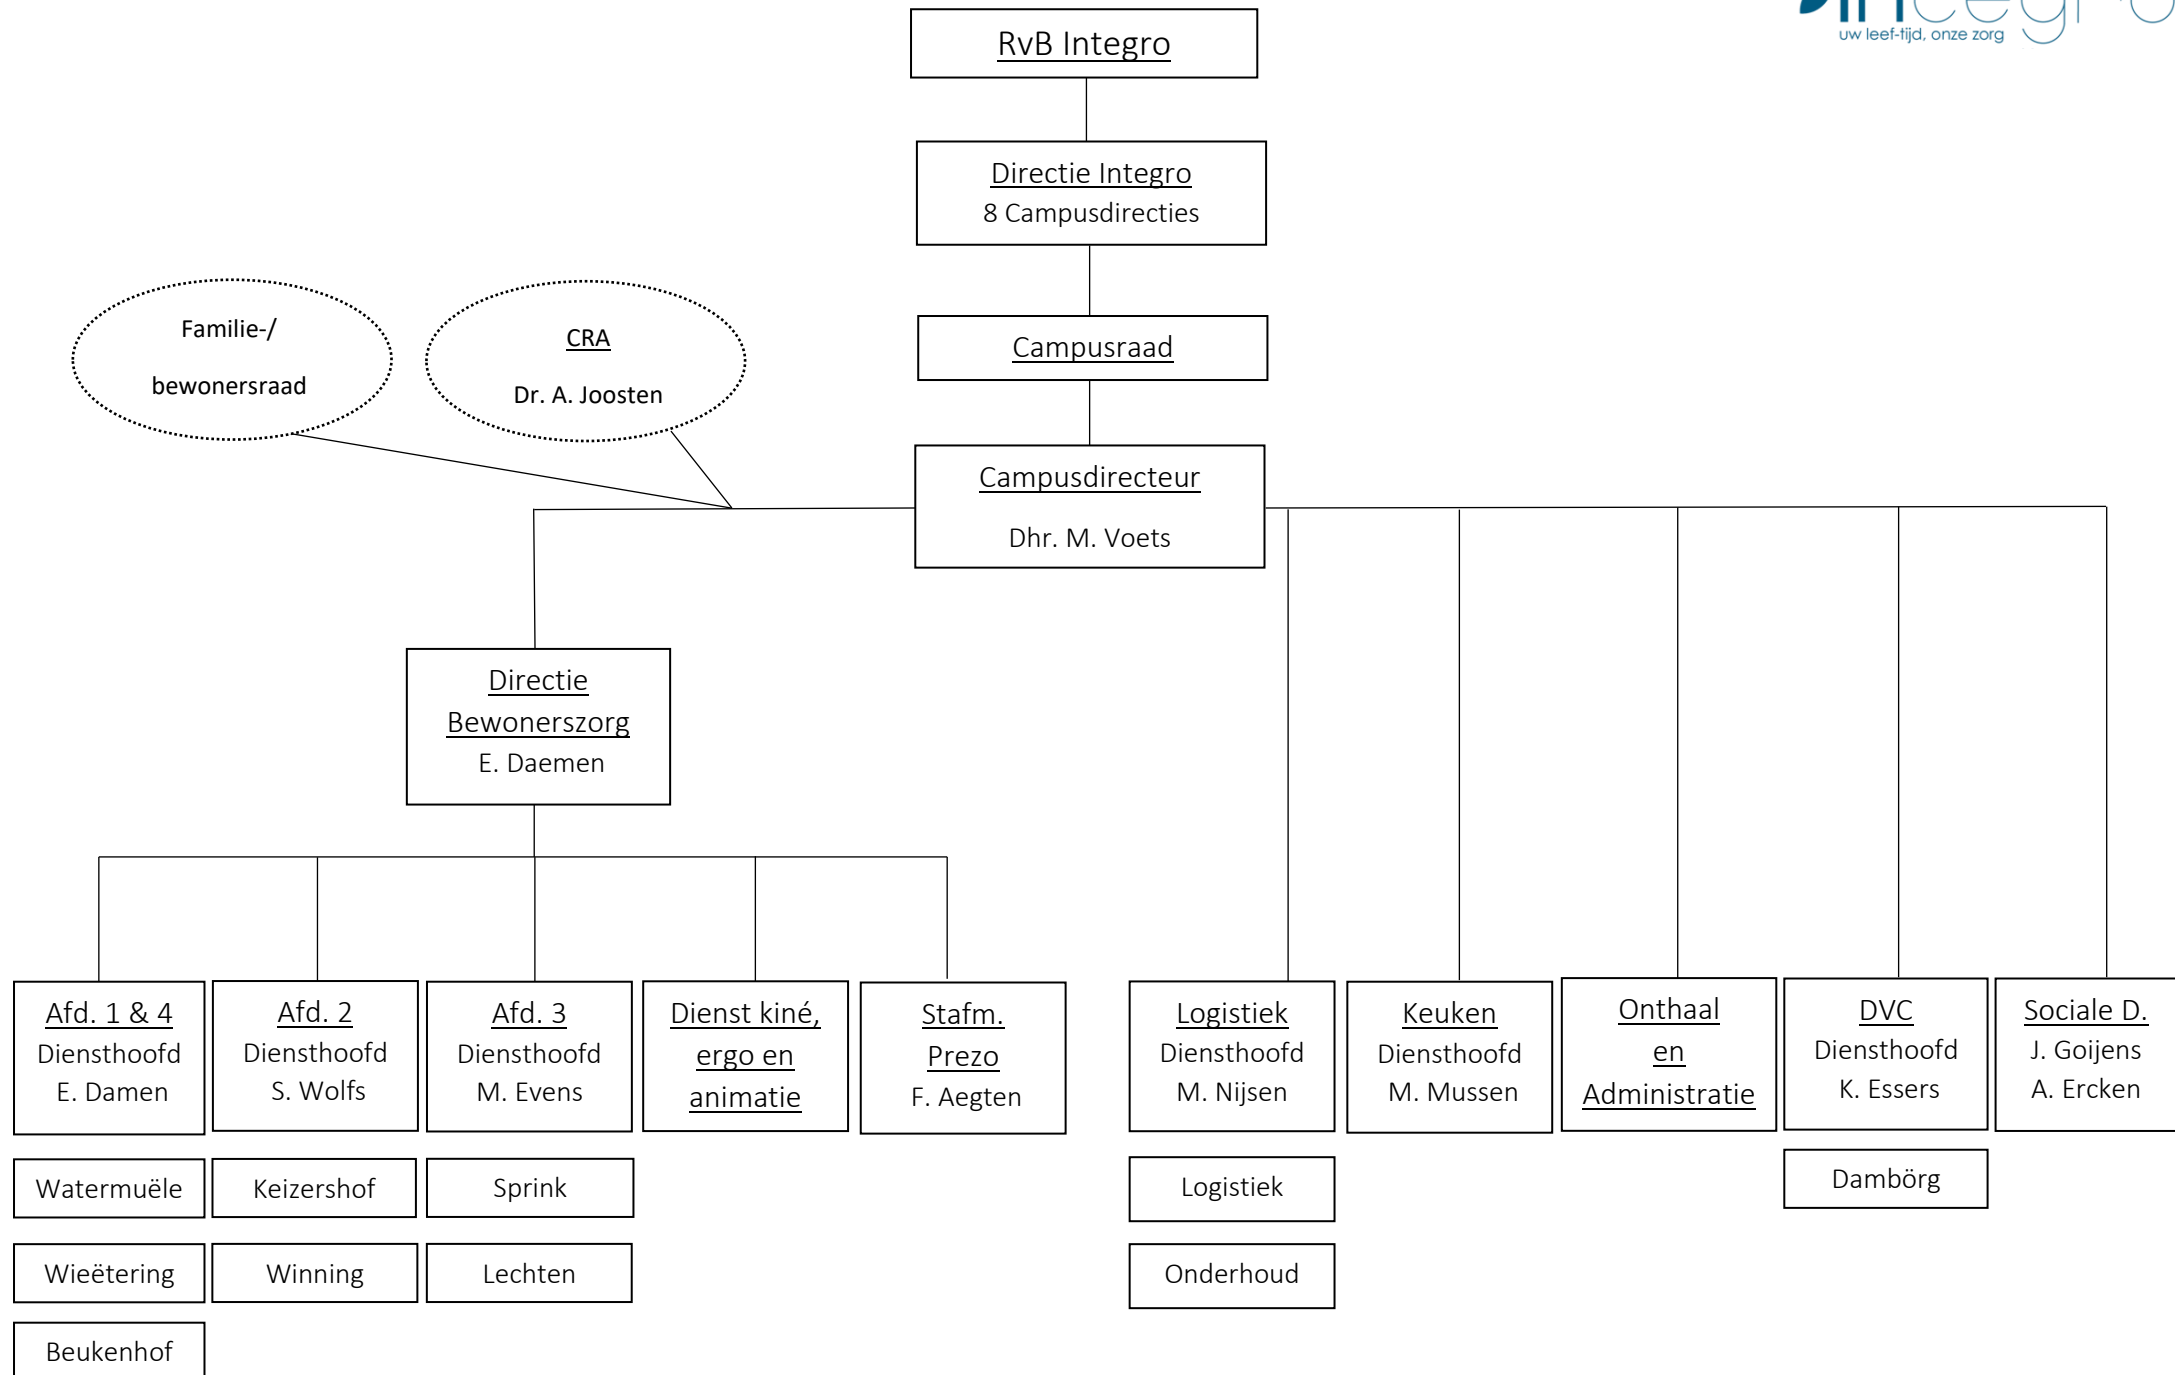 uw leef-tijd, onze zorg
RvB Integro
Directie Integro
8 Campusdirecties
Familie-/
bewonersraad
CRA
Dr. A. Joosten
Campusraad
Campusdirecteur
Dhr. M. Voets
Directie
Bewonerszorg
E. Daemen
Afd. 1 & 4
Diensthoofd
E. Damen
Watermuële
Wieëtering
Beukenhof
Afd. 2
Diensthoofd
S. Wolfs
Keizershof
Winning
Afd. 3
Diensthoofd
M. Evens
Sprink
Lechten
Dienst kiné,
ergo en
animatie
Stafm.
Prezo
F. Aegten
Logistiek
Diensthoofd
M. Nijsen
Logistiek
Onderhoud
Keuken
Diensthoofd
M. Mussen
Onthaal
en
Administratie
DVC
Diensthoofd
K. Essers
Dambörg
Sociale D.
J. Goijens
A. Ercken